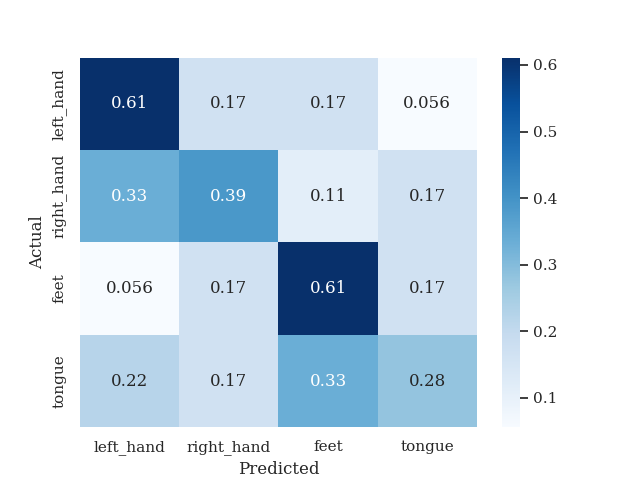 left_hand 0.61 0.17 0.17 0.056
right_hand 0.33 0.39 0.11 0.17
feet 0.056 0.17 0.61 0.17
tongue 0.22 0.17 0.33 0.28
left_hand right_hand feet tongue
Predicted
Actual
0.6
0.5
0.4
0.3
0.2
0.1